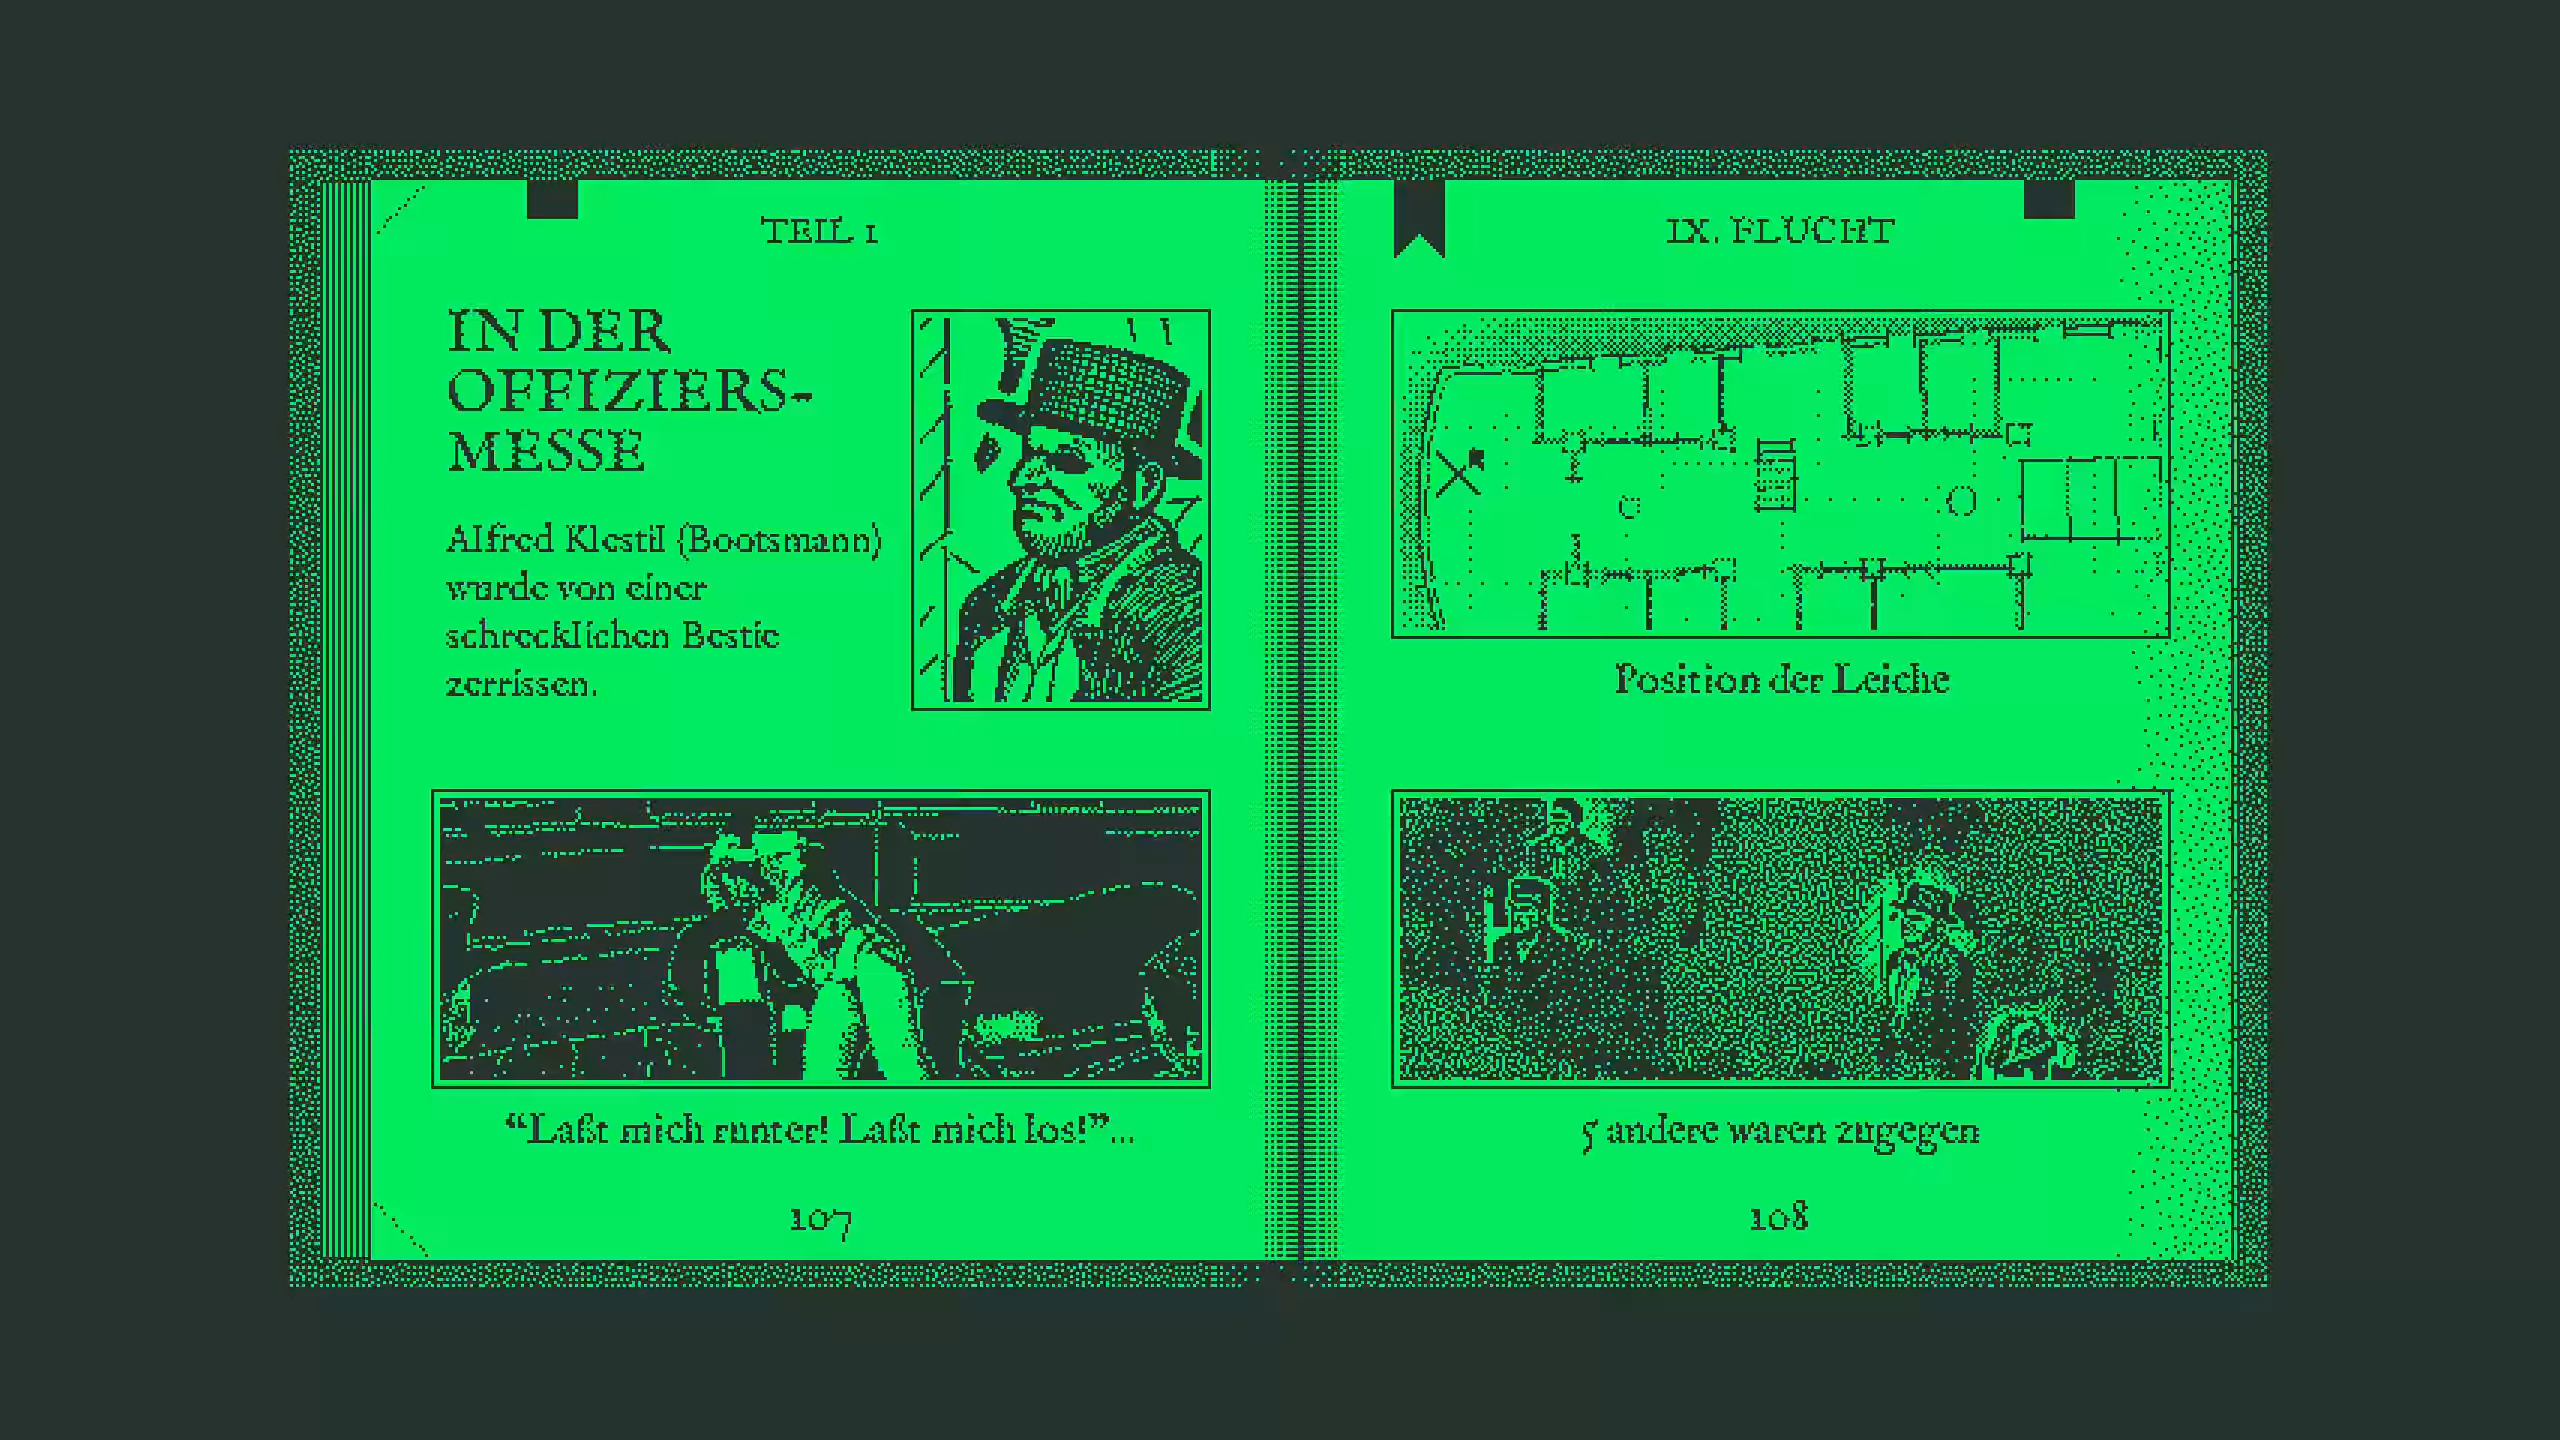 TEIL 1
IN DER
OFFIZIERS-
MESSE
Alfred Klestil (Bootsmann)
wurde von einer
schrecklichen Bestie
zerrissen.
“Laßt mich runter! Laßt mich los!”...
107
IX. FLUCHT
Position der Leiche
5 andere waren zugegen
108